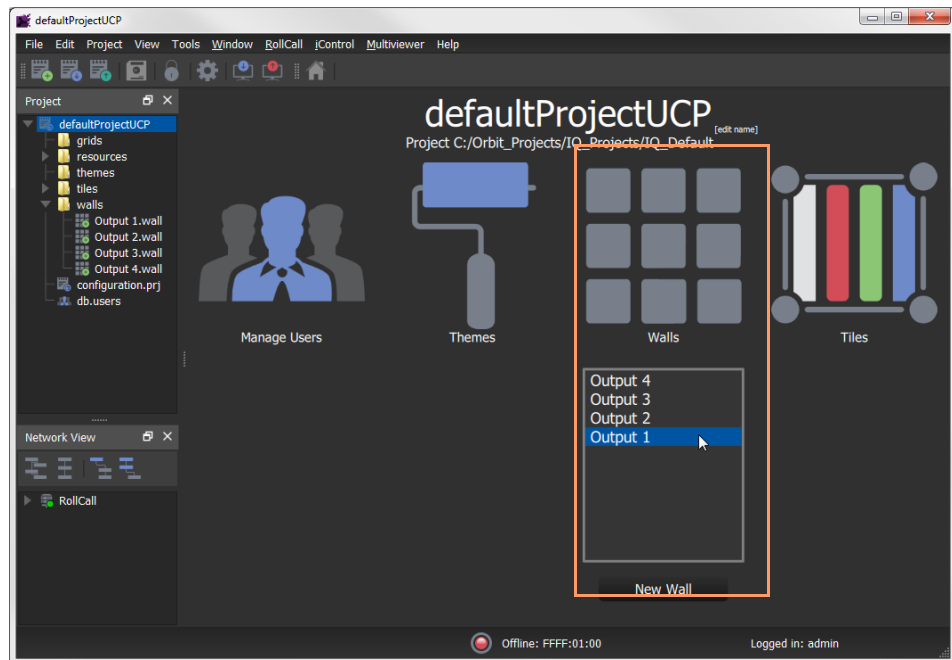 defaultProjectUCP
File Edit Project View Tools Window RollCall iControl Multiviewer Help
Project
defaultProjectUCP
grids
resources
themes
tiles
walls
Output 1.wall
Output 2.wall
Output 3.wall
Output 4.wall
configuration.prj
db.users
Network View
RollCall
defaultProjectUCP
[edit name]
Project C:/Orbit_Projects/IQ_Projects/IQ_Default
Manage Users
Themes
Walls
Tiles
Output 4
Output 3
Output 2
Output 1
New Wall
Offline: FFFF:01:00
Logged in: admin